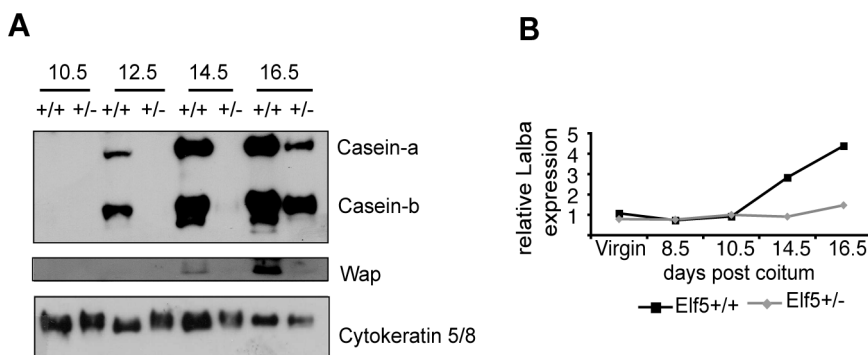 A
10.5 12.5 14.5 16.5
+/+ +/- +/+ +/- +/+ +/- +/+ +/-
Casein-a
Casein-b
Wap
Cytokeratin 5/8
B
relative Lalba
expression
5
4
3
2
1
Virgin 8.5 10.5 14.5 16.5
days post coitum
Elf5+/+ Elf5+/-